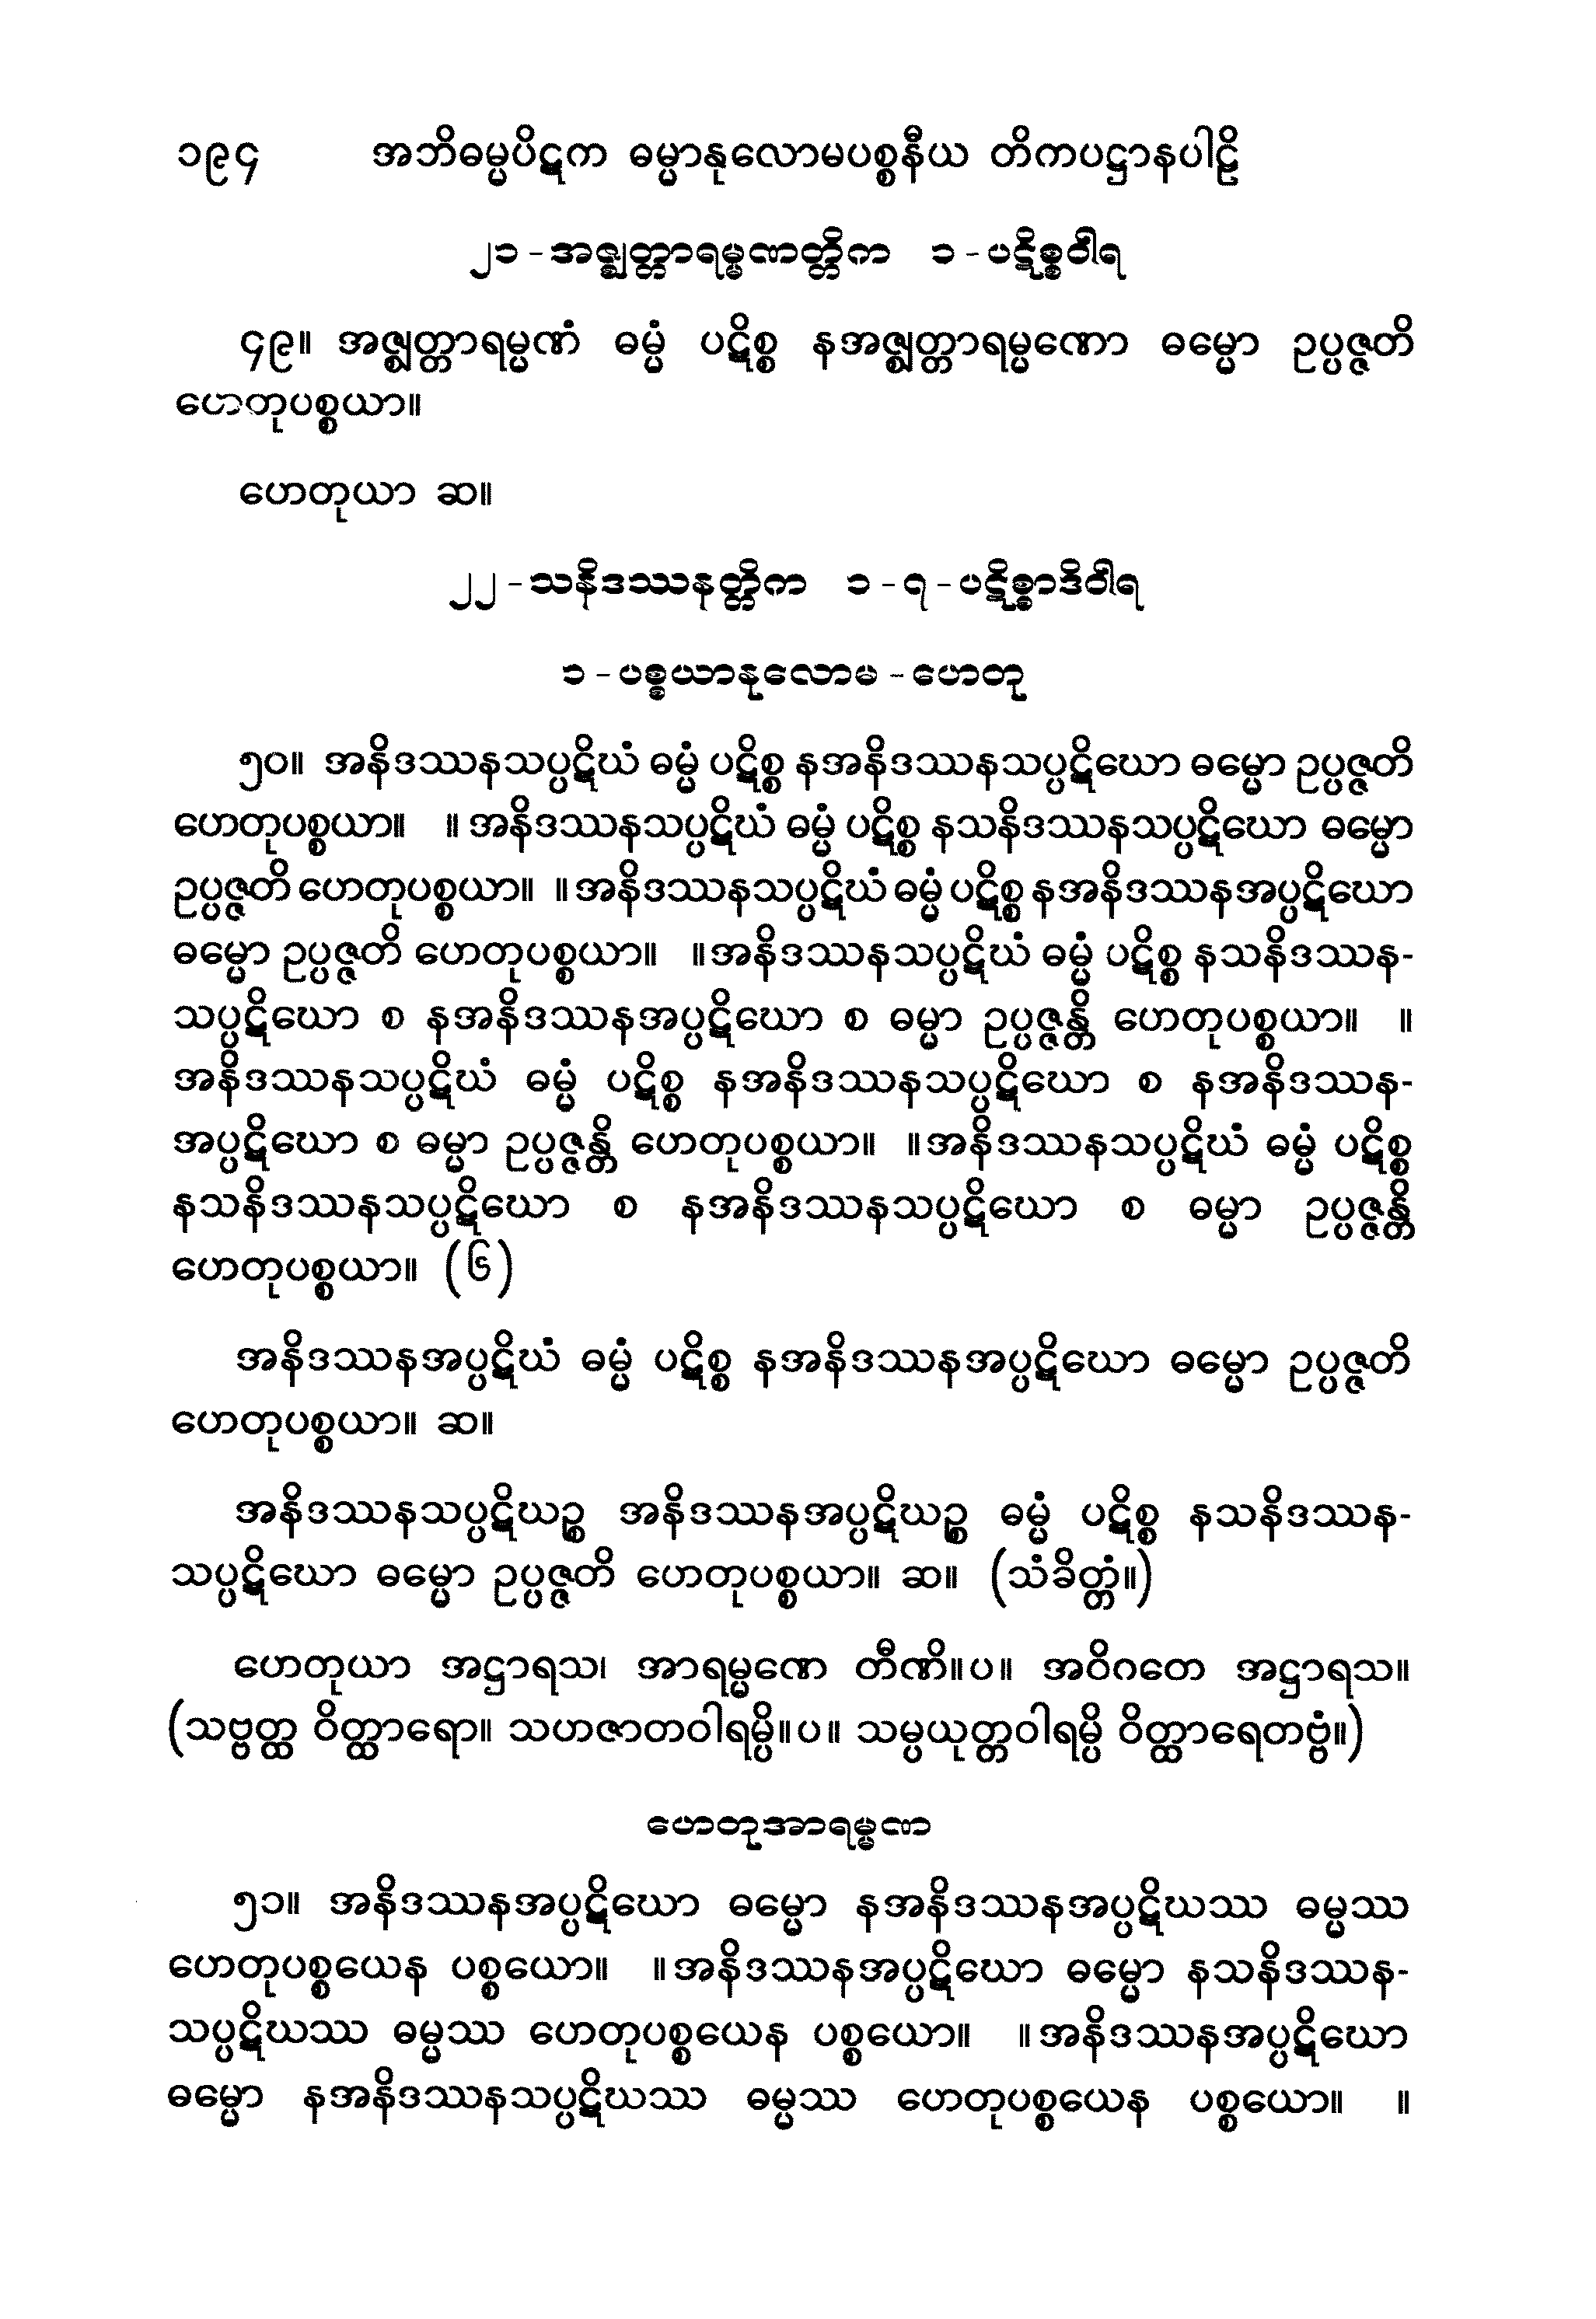 ၁၉၄ အဘိဓမ္မပိဋက ဓမ္မာနုလောမပစ္စနီယ တိကပဋ္ဌာနပါဠိ
၂၁-အဇ္ဈတ္တာရမ္မဏတ္တိက ၁-ပဋိစ္စဝါရ
၄၉။ အဇ္ဈတ္တာရမ္မဏံ ဓမ္မံ ပဋိစ္စ နအဇ္ဈတ္တာရမ္မဏော ဓမ္မော ဥပ္ပဇ္ဇတိ
ဟေတုပစ္စယာ။
ဟေတုယာ ဆ။
၂၂-သနိဒဿနတ္တိက ၁-၇-ပဋိစ္စာဒိဝါရ
၁-ပစ္စယာနုလောမ-ဟေတု
၅၀။ အနိဒဿနသပ္ပဋိဃံ ဓမ္မံ ပဋိစ္စ နအနိဒဿနသပ္ပဋိဃော ဓမ္မော ဥပ္ပဇ္ဇတိ
ဟေတုပစ္စယာ။ ။အနိဒဿနသပ္ပဋိဃံ ဓမ္မံ ပဋိစ္စ နသနိဒဿနသပ္ပဋိဃော ဓမ္မော
ဥပ္ပဇ္ဇတိ ဟေတုပစ္စယာ။ ။အနိဒဿနသပ္ပဋိဃံ ဓမ္မံ ပဋိစ္စ နအနိဒဿနအပ္ပဋိဃော
ဓမ္မော ဥပ္ပဇ္ဇတိ ဟေတုပစ္စယာ။ ။အနိဒဿနသပ္ပဋိဃံ ဓမ္မံ ပဋိစ္စ နသနိဒဿန-
သပ္ပဋိဃော စ နအနိဒဿနအပ္ပဋိဃော စ ဓမ္မာ ဥပ္ပဇ္ဇန္တိ ဟေတုပစ္စယာ။ ။
အနိဒဿနသပ္ပဋိဃံ ဓမ္မံ ပဋိစ္စ နအနိဒဿနသပ္ပဋိဃော စ နအနိဒဿန-
အပ္ပဋိဃော စ ဓမ္မာ ဥပ္ပဇ္ဇန္တိ ဟေတုပစ္စယာ။ ။အနိဒဿနသပ္ပဋိဃံ ဓမ္မံ ပဋိစ္စ
နသနိဒဿနသပ္ပဋိဃော စ နအနိဒဿနသပ္ပဋိဃော စ ဓမ္မာ ဥပ္ပဇ္ဇန္တိ
ဟေတုပစ္စယာ။ (၆)
အနိဒဿနအပ္ပဋိဃံ ဓမ္မံ ပဋိစ္စ နအနိဒဿနအပ္ပဋိဃော ဓမ္မော ဥပ္ပဇ္ဇတိ
ဟေတုပစ္စယာ။ ဆ။
အနိဒဿနသပ္ပဋိဃဉ္စ အနိဒဿနအပ္ပဋိဃဉ္စ ဓမ္မံ ပဋိစ္စ နသနိဒဿန-
သပ္ပဋိဃော ဓမ္မော ဥပ္ပဇ္ဇတိ ဟေတုပစ္စယာ။ ဆ။ (သံခိတ္တံ။)
ဟေတုယာ အဋ္ဌာရသ၊ အာရမ္မဏေ တီဏိ။ပ။ အဝိဂတေ အဋ္ဌာရသ။
(သဗ္ဗတ္ထ ဝိတ္ထာရော။ သဟဇာတဝါရမ္ပိ။ပ။ သမ္ပယုတ္တဝါရမ္ပိ ဝိတ္ထာရေတဗ္ဗံ။)
ဟေတုအာရမ္မဏ
၅၁။ အနိဒဿနအပ္ပဋိဃော ဓမ္မော နအနိဒဿနအပ္ပဋိဃဿ ဓမ္မဿ
ဟေတုပစ္စယေန ပစ္စယော။ ။အနိဒဿနအပ္ပဋိဃော ဓမ္မော နသနိဒဿန-
သပ္ပဋိဃဿ ဓမ္မဿ ဟေတုပစ္စယေန ပစ္စယော။ ။အနိဒဿနအပ္ပဋိဃော
ဓမ္မော နအနိဒဿနသပ္ပဋိဃဿ ဓမ္မဿ ဟေတုပစ္စယေန ပစ္စယော။ ။